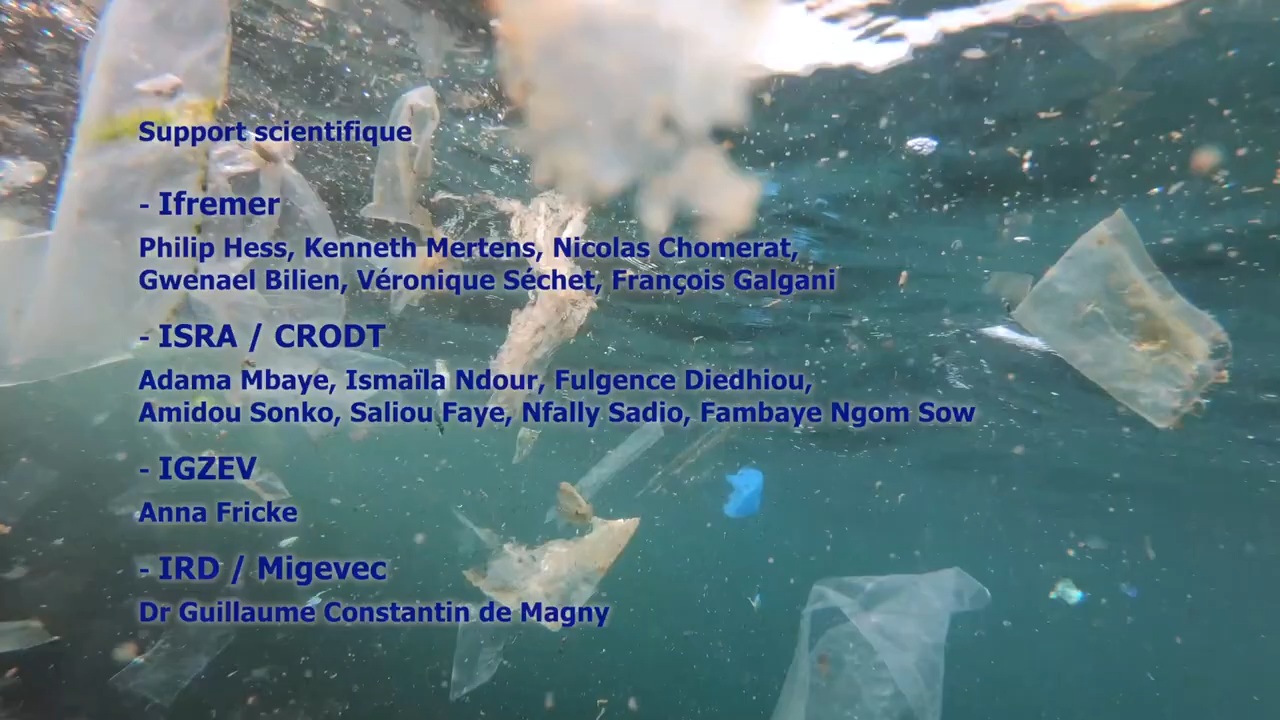 Support scientifique
- Ifremer
Philip Hess, Kenneth Mertens, Nicolas Chomerat,
Gwenael Bilien, Véronique Séchet, François Galgani
- ISRA / CRODT
Adama Mbaye, Ismaïla Ndour, Fulgence Diedhiou,
Amidou Sonko, Saliou Faye, Nfally Sadio, Fambaye Ngom Sow
- IGZEV
Anna Fricke
- IRD / Migevec
Dr Guillaume Constantin de Magny